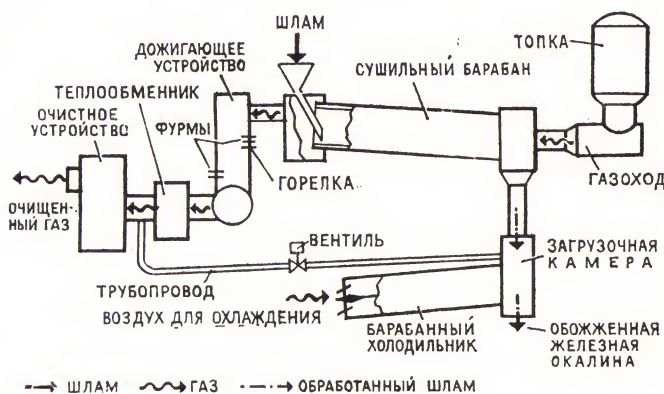 ШЛАМ
ДОЖИГАЮЩЕЕ
УСТРОЙСТВО
ТОПКА
СУШИЛЬНЫЙ БАРАБАН
ТЕПЛООБМЕННИК
ОЧИСТНОЕ
УСТРОЙСТВО
ФУРМЫ
ГОРЕЛКА
ГАЗОХОД
ОЧИЩЕН-
НЫЙ ГАЗ
ВЕНТИЛЬ
ЗАГРУЗОЧНАЯ
КАМЕРА
ТРУБОПРОВОД
ВОЗДУХ ДЛЯ ОХЛАЖДЕНИЯ
БАРАБАННЫЙ
ХОЛОДИЛЬНИК
ОБОЖЖЕННАЯ
ЖЕЛЕЗНАЯ
ОКАЛИНА
ШЛАМ ГАЗ ОБРАБОТАННЫЙ ШЛАМ